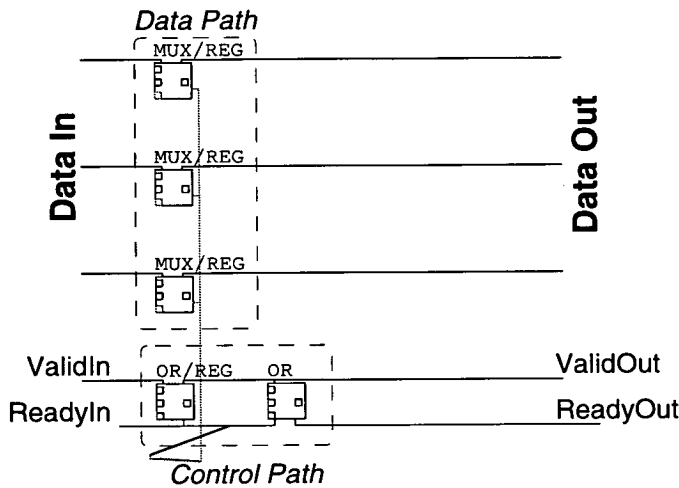 Data Path
MUX/REG
Data In
MUX/REG
Data Out
MUX/REG
ValidIn
OR/REG
OR
ValidOut
ReadyIn
ReadyOut
Control Path